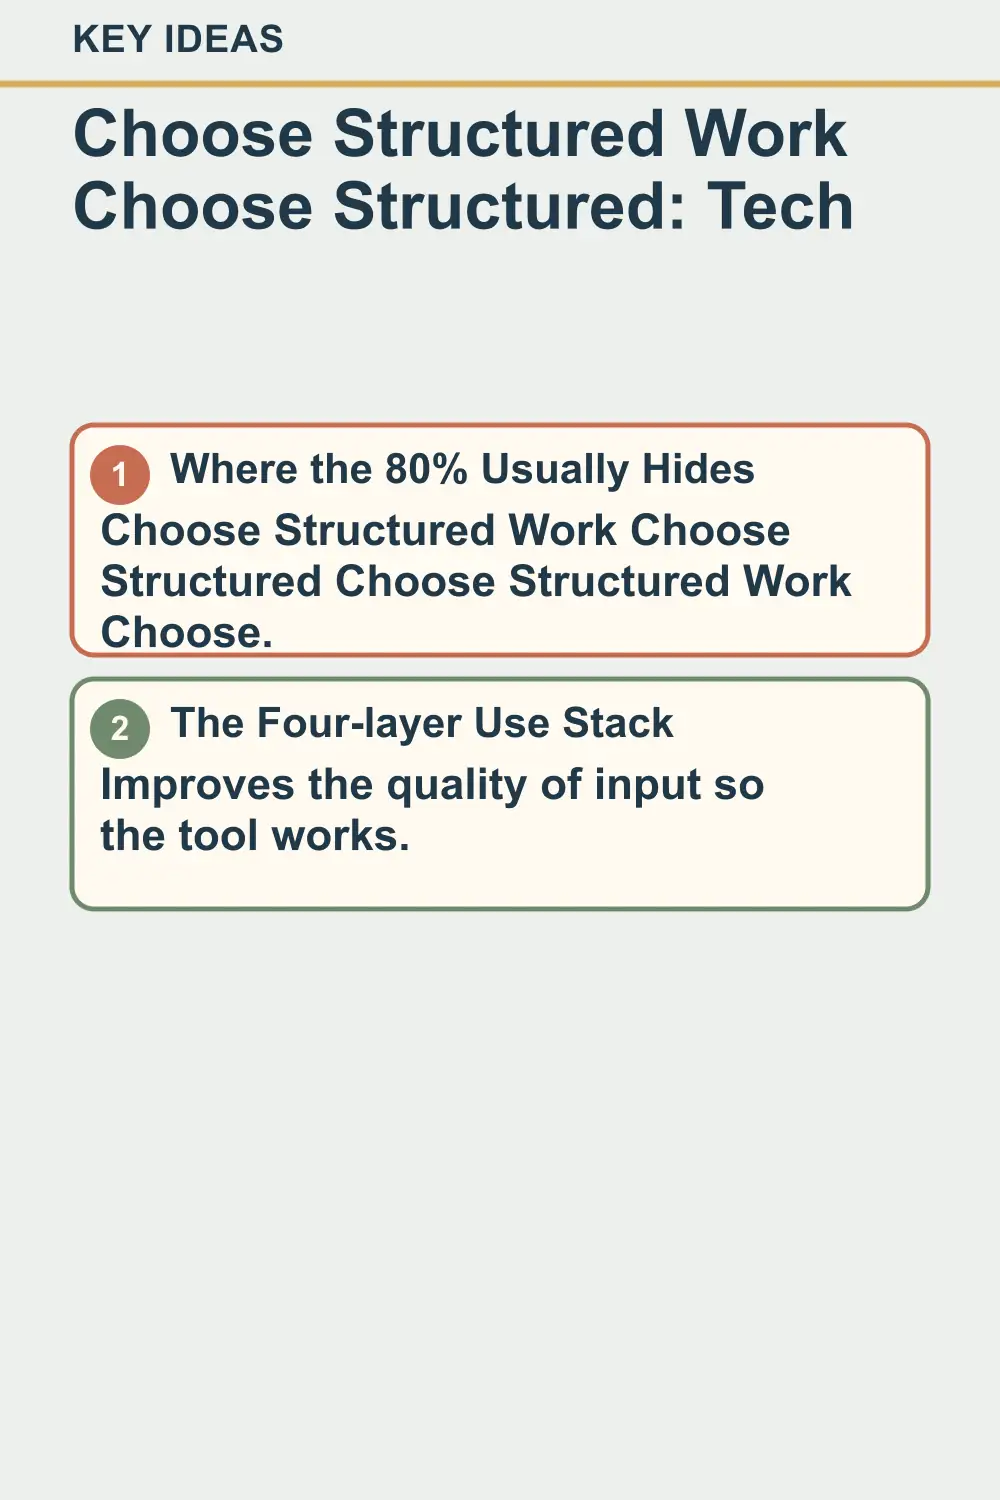 KEY IDEAS
Choose Structured Work
Choose Structured: Tech
1 Where the 80% Usually Hides
Choose Structured Work Choose
Structured Choose Structured Work
Choose.
2 The Four-layer Use Stack
Improves the quality of input so
the tool works.